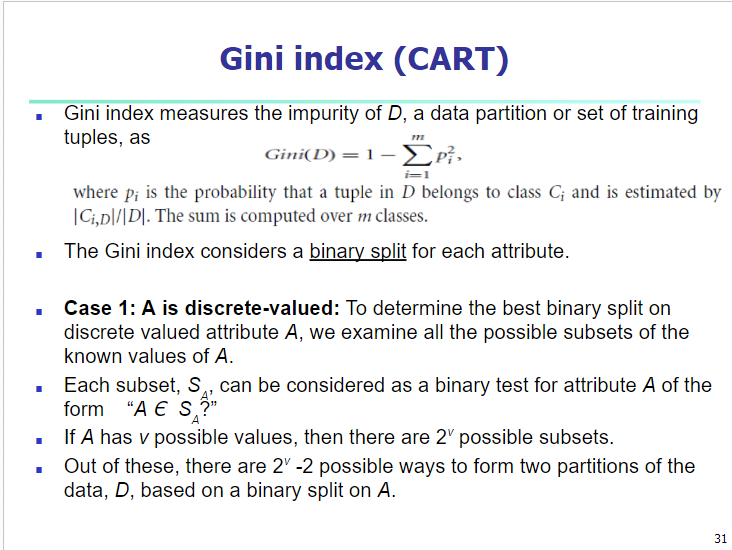 Gini index (CART)
▪ Gini index measures the impurity of D, a data partition or set of training
tuples, as
Gini(D) = 1 − ∑_{i=1}^{m} p_i^2,
where p_i is the probability that a tuple in D belongs to class C_i and is estimated by
|C_{i,D}|/|D|. The sum is computed over m classes.
▪ The Gini index considers a binary split for each attribute.
▪ Case 1: A is discrete-valued: To determine the best binary split on
discrete valued attribute A, we examine all the possible subsets of the
known values of A.
▪ Each subset, S_A, can be considered as a binary test for attribute A of the
form “A Є S_A?”
▪ If A has v possible values, then there are 2^v possible subsets.
▪ Out of these, there are 2^v -2 possible ways to form two partitions of the
data, D, based on a binary split on A.
31